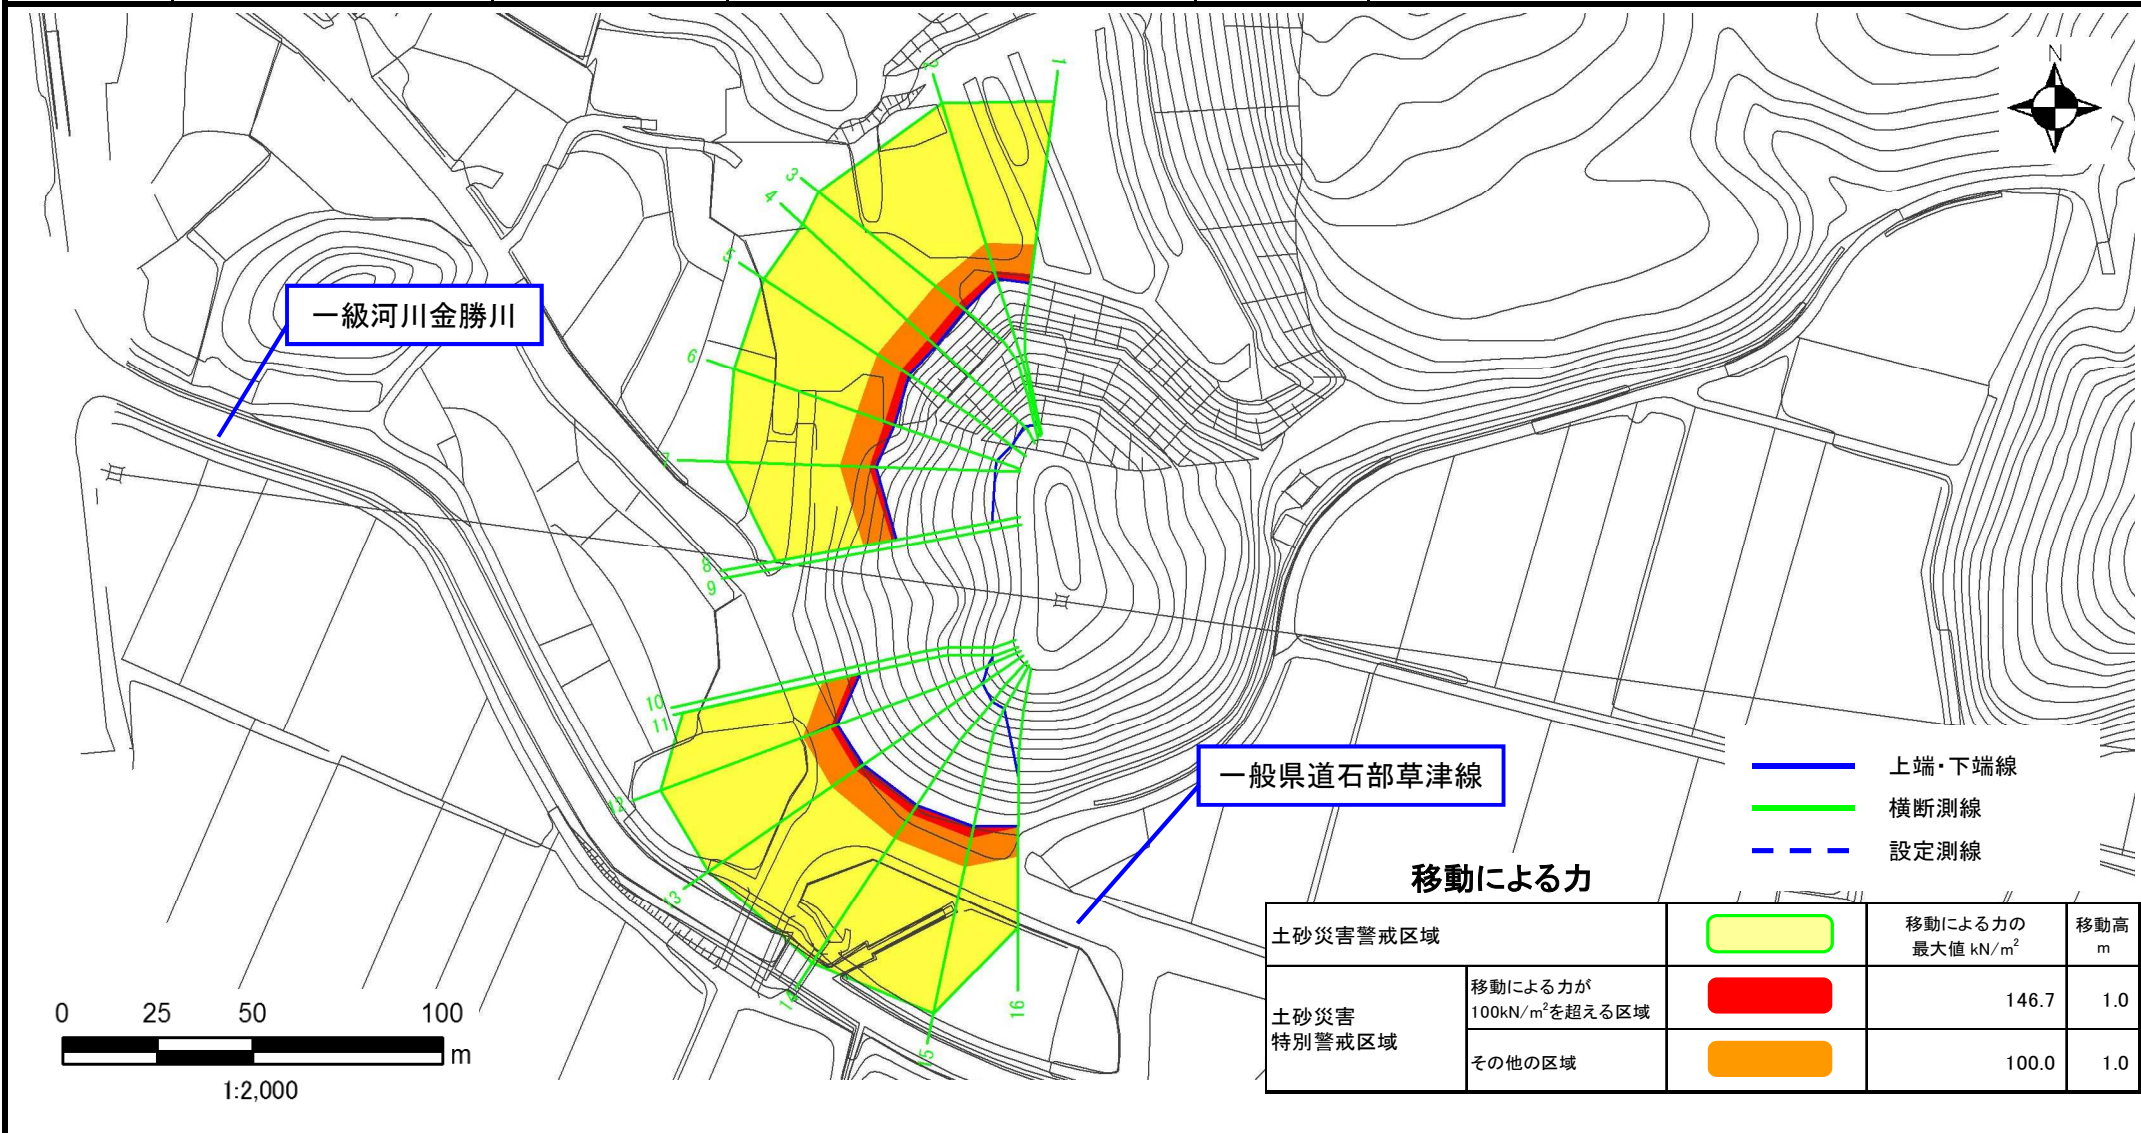 N
1
2
3
4
5
6
7
8
9
10
11
12
13
14
15
16
一級河川金勝川
一般県道石部草津線
上端・下端線
横断測線
設定測線
移動による力
土砂災害警戒区域
移動による力の
最大値 kN/m²
移動高
m
土砂災害
特別警戒区域
移動による力が
100kN/m²を超える区域
146.7
1.0
その他の区域
100.0
1.0
0 25 50 100
m
1:2,000